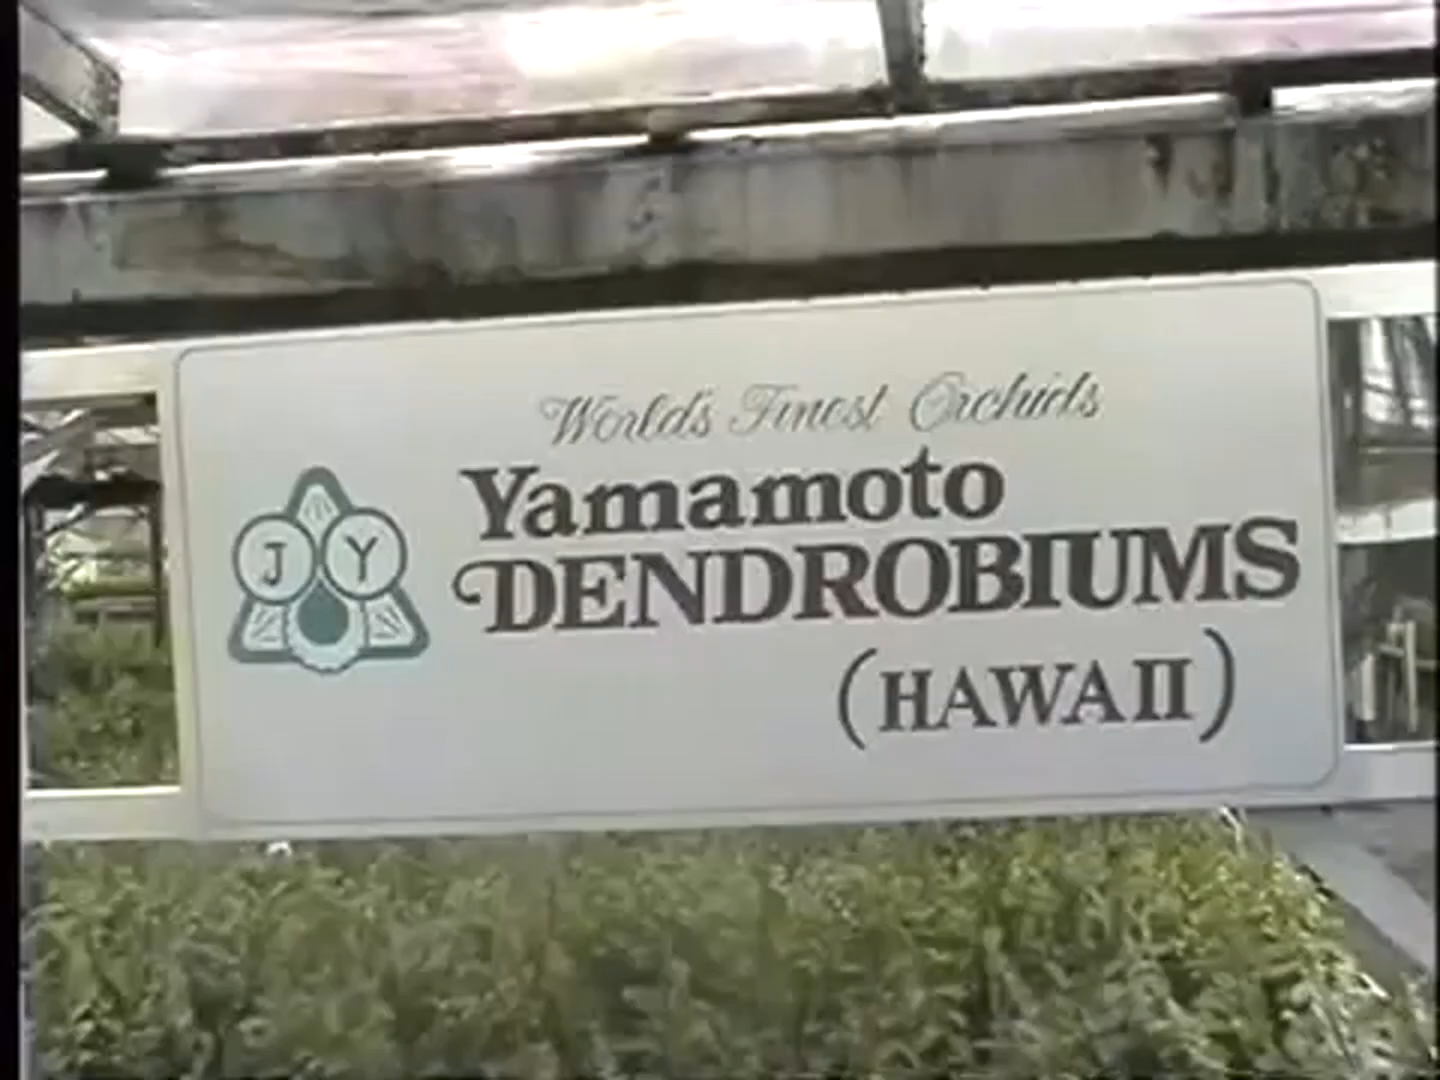 World's Finest Orchids
Yamamoto
DENDROBIUMS
(HAWAII)
J Y